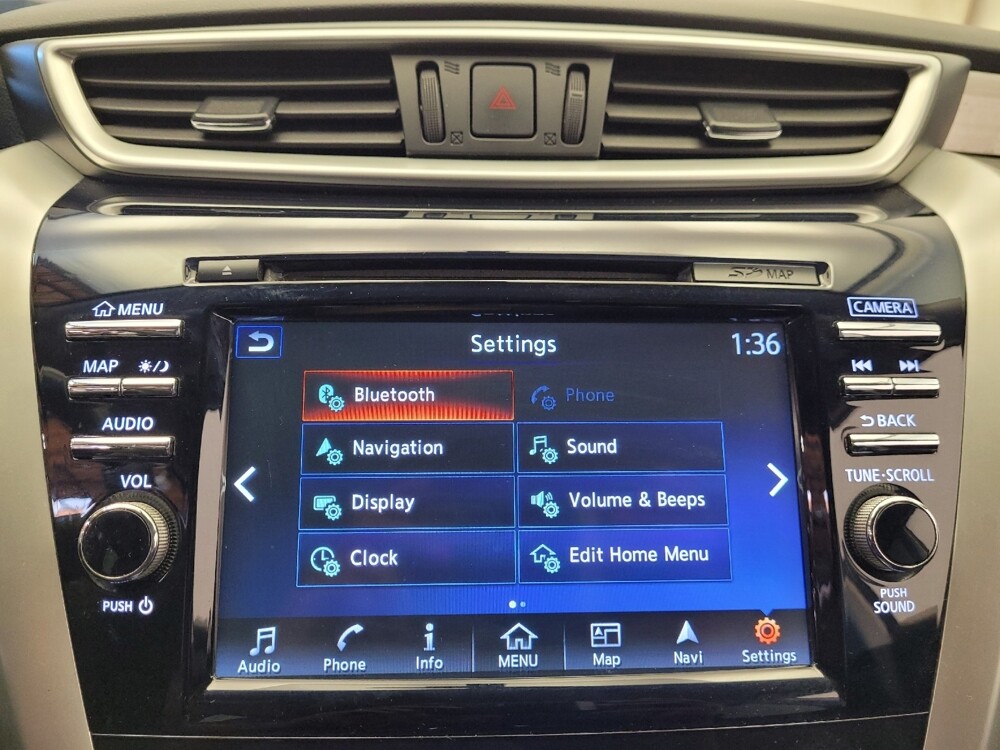 MAP
MENU
CAMERA
Settings
1:36
MAP
Bluetooth
Phone
AUDIO
Navigation
Sound
BACK
VOL
Display
Volume & Beeps
TUNE·SCROLL
Clock
Edit Home Menu
PUSH
PUSH
SOUND
Audio
Phone
Info
MENU
Map
Navi
Settings